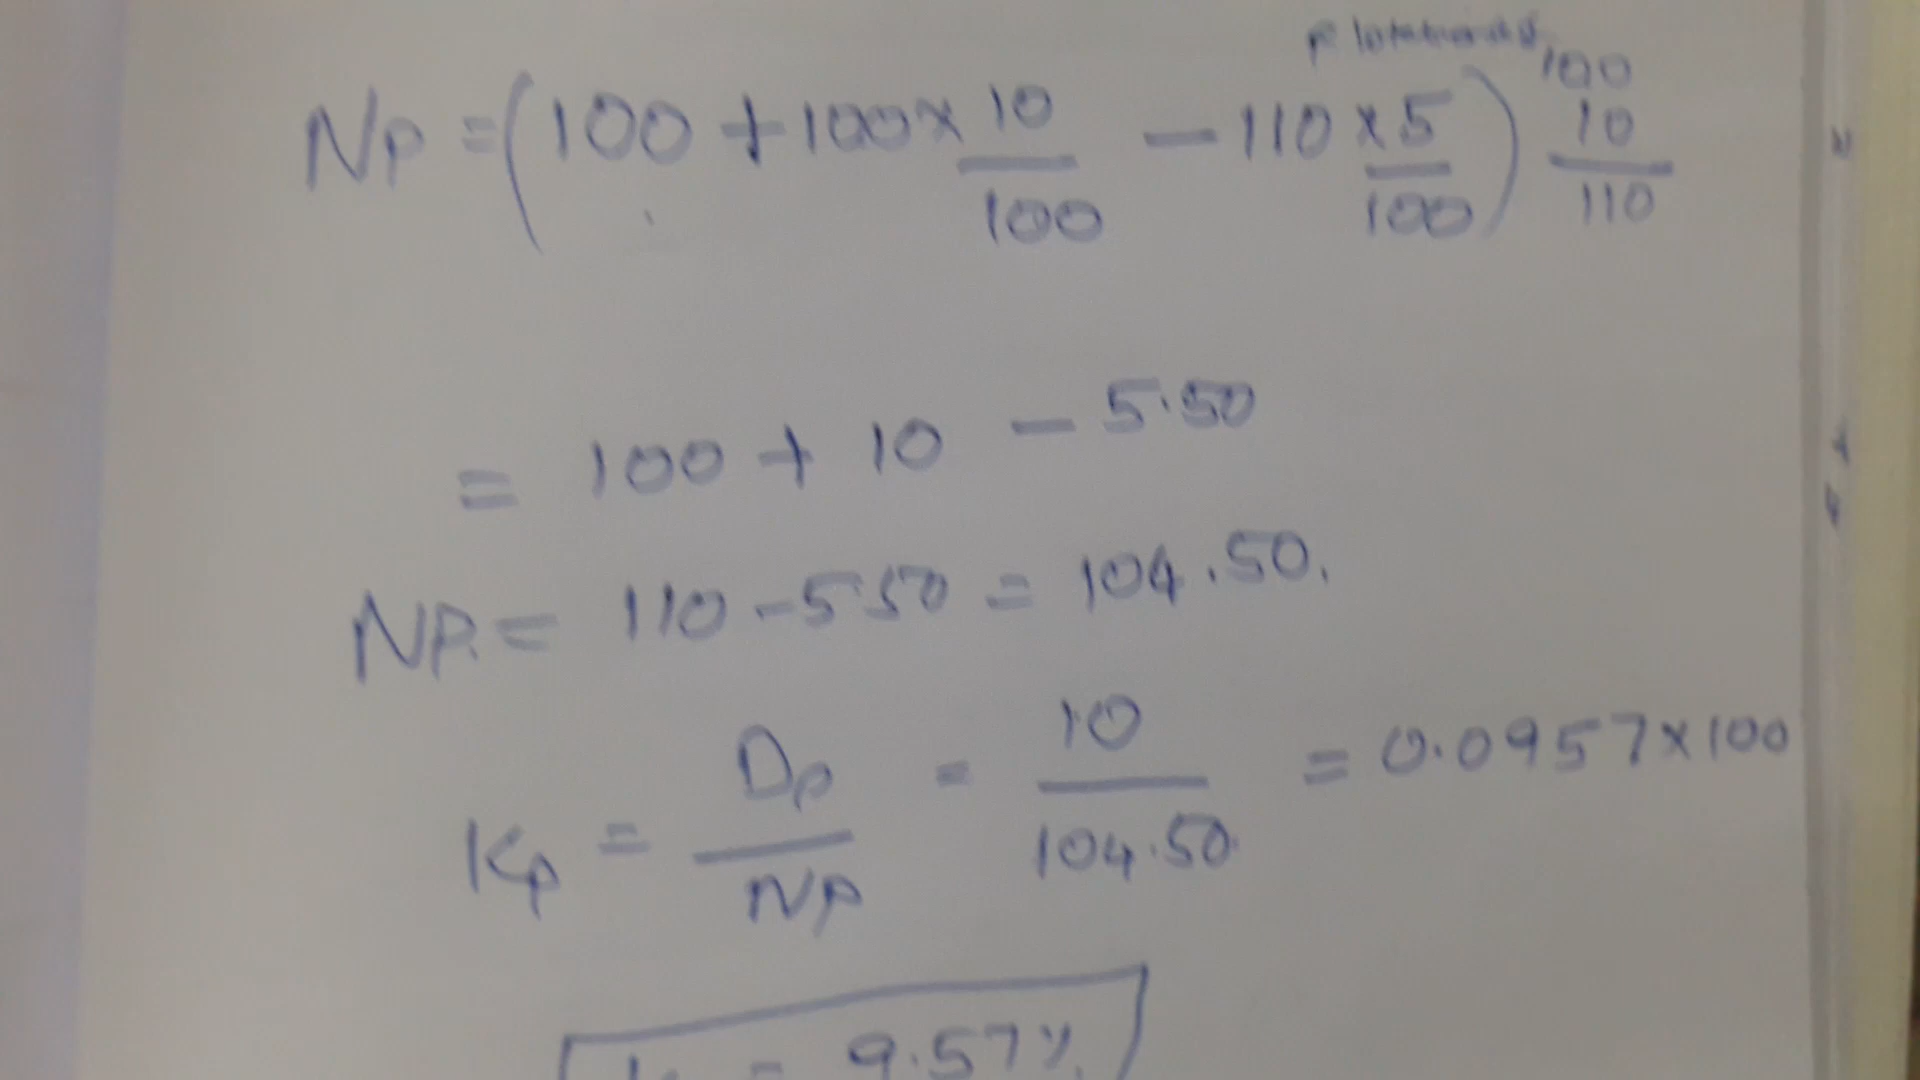 100
NP = (100 + 100 x 10/100 - 110 x 5/100) 10/110
= 100 + 10 - 5.50
NP. = 110 - 5.50 = 104.50.
Kp = Dp/NP = 10/104.50 = 0.0957 x 100
= 9.57%